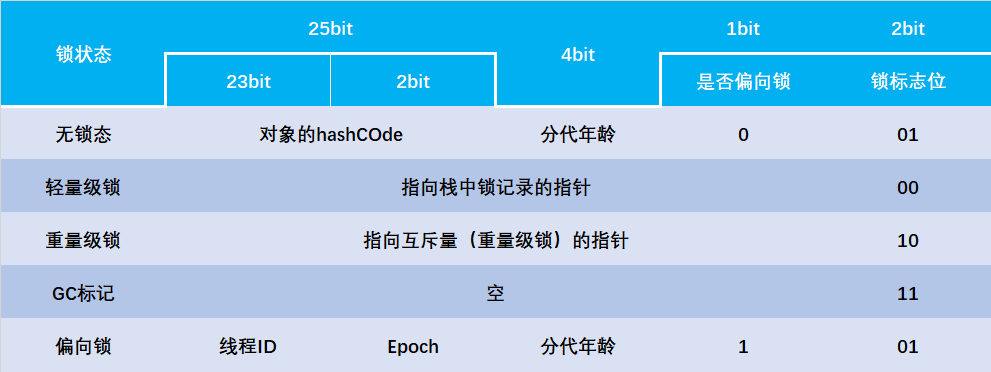 锁状态 25bit 4bit 1bit 2bit
23bit 2bit 是否偏向锁 锁标志位
无锁态 对象的hashCOde 分代年龄 0 01
轻量级锁 指向栈中锁记录的指针 00
重量级锁 指向互斥量（重量级锁）的指针 10
GC标记 空 11
偏向锁 线程ID Epoch 分代年龄 1 01